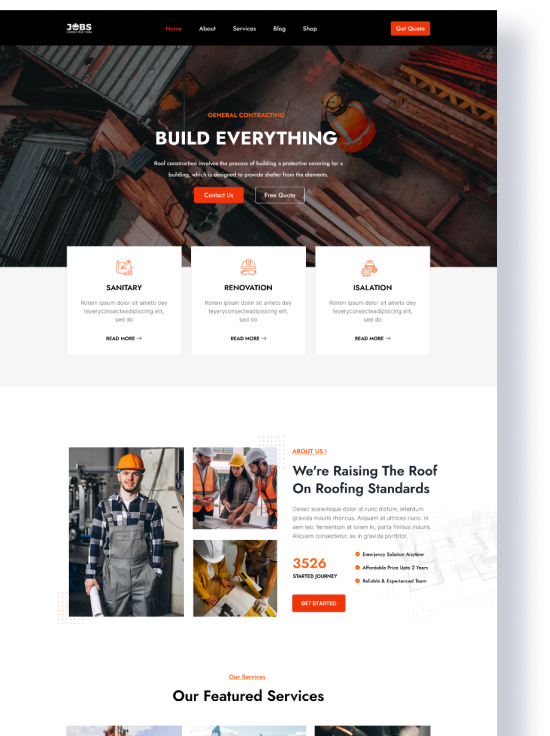 JOBS
Home About Services Blog Shop Get Quote
GENERAL CONTRACTING
BUILD EVERYTHING
Roof construction involves the process of building a protective covering for a
building, which is designed to provide shelter from the elements.
Contact Us Free Quote
SANITARY
Rorem ipsum dolor sit ameto dey
teyeryconsecteadipisicing elit,
sed do
READ MORE →
RENOVATION
Rorem ipsum dolor sit ameto dey
teyeryconsecteadipisicing elit,
sed do
READ MORE →
ISALATION
Rorem ipsum dolor sit ameto dey
teyeryconsecteadipisicing elit,
sed do
READ MORE →
ABOUT US !
We're Raising The Roof
On Roofing Standards
Donec scelerisque dolor id nunc dictum, interdum
gravida mauris rhoncus. Aliquam at ultrices nunc. In
sem leo, fermentum at lorem in, porta finibus mauris.
Aliquam consectetur, ex in gravida porttitor,
3526
STARTED JOURNEY
Emerjency Solution Anytime
Affordable Price Upto 2 Years
Reliable & Experienced Team
GET STARTED
Our Services
Our Featured Services